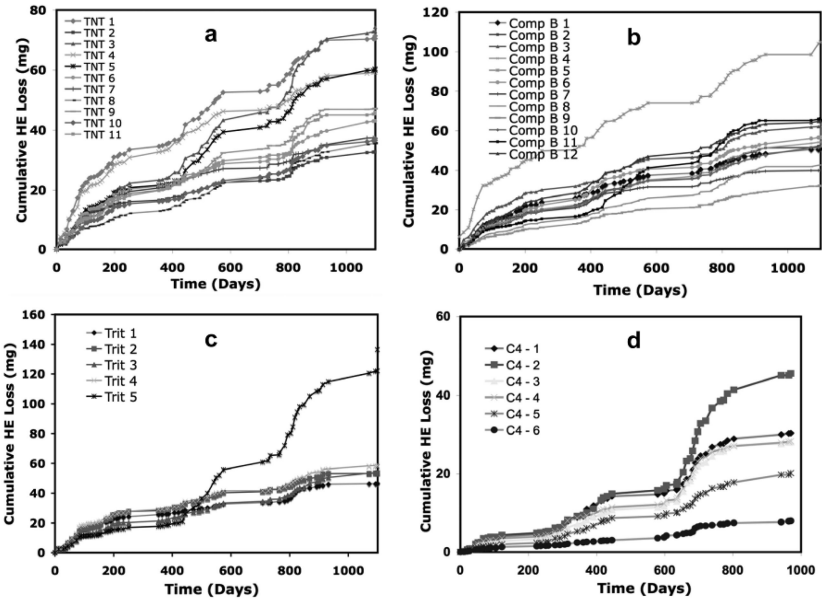 a
Cumulative HE Loss (mg)
80
60
40
20
0
TNT 1
TNT 2
TNT 3
TNT 4
TNT 5
TNT 6
TNT 7
TNT 8
TNT 9
TNT 10
TNT 11
0 200 400 600 800 1000
Time (Days)
b
Cumulative HE Loss (mg)
120
100
80
60
40
20
0
Comp B 1
Comp B 2
Comp B 3
Comp B 4
Comp B 5
Comp B 6
Comp B 7
Comp B 8
Comp B 9
Comp B 10
Comp B 11
Comp B 12
0 200 400 600 800 1000
Time (Days)
c
Cumulative HE Loss (mg)
160
140
120
100
80
60
40
20
0
Trit 1
Trit 2
Trit 3
Trit 4
Trit 5
0 200 400 600 800 1000
Time (Days)
d
Cumulative HE Loss (mg)
60
40
20
0
C4 - 1
C4 - 2
C4 - 3
C4 - 4
C4 - 5
C4 - 6
0 200 400 600 800 1000
Time (Days)